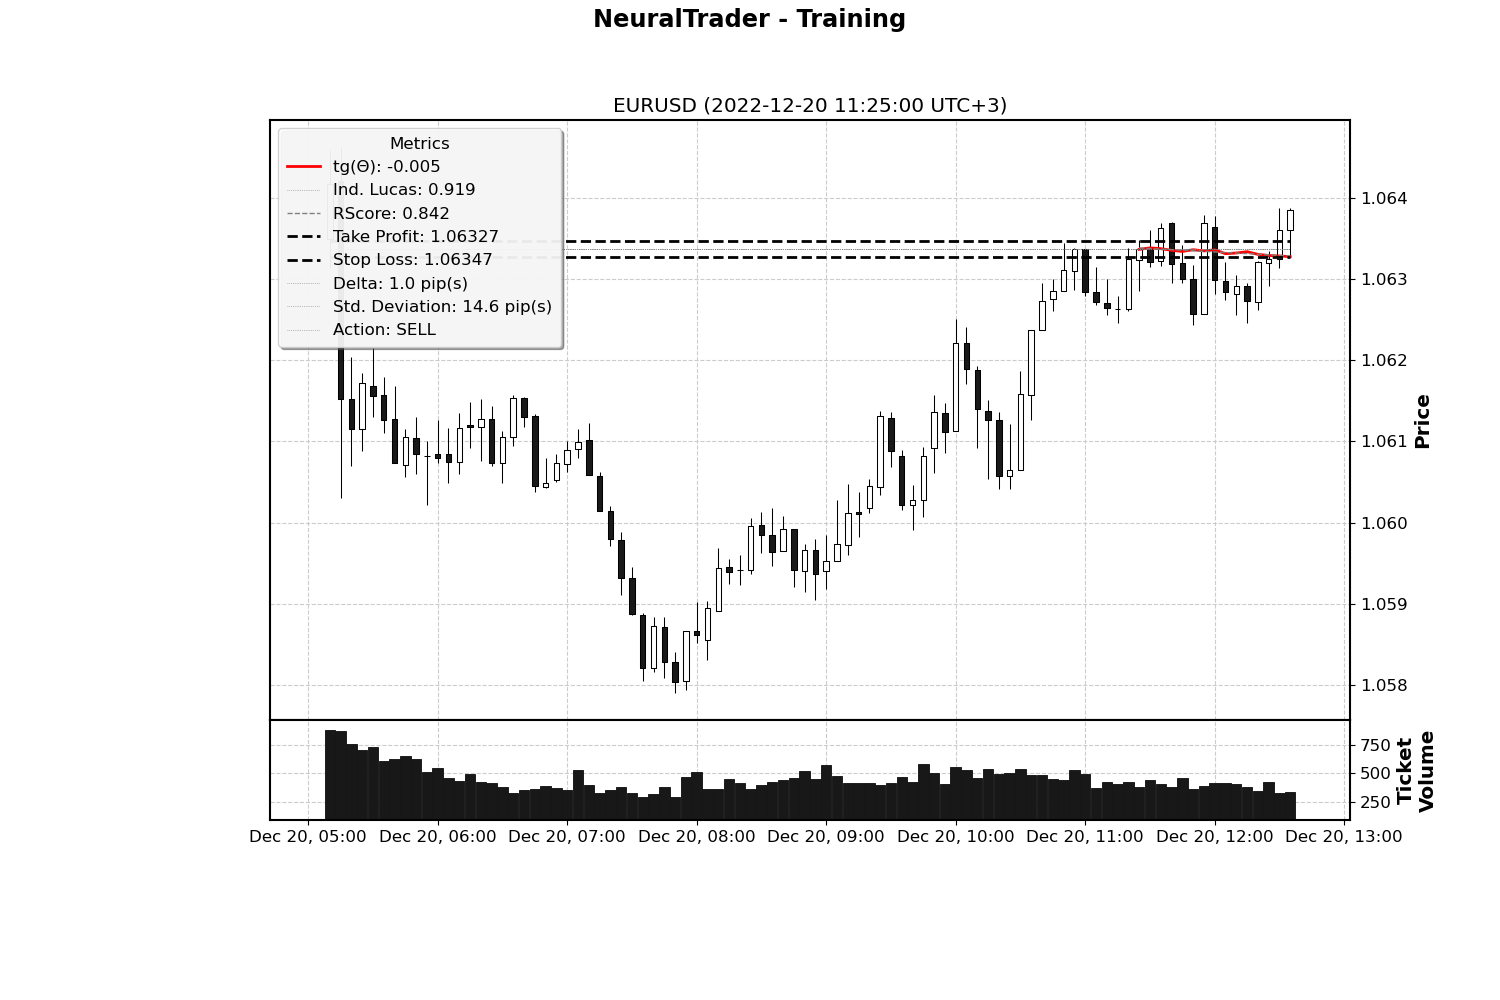 NeuralTrader - Training
EURUSD (2022-12-20 11:25:00 UTC+3)
Metrics
tg(Θ): -0.005
Ind. Lucas: 0.919
RScore: 0.842
Take Profit: 1.06327
Stop Loss: 1.06347
Delta: 1.0 pip(s)
Std. Deviation: 14.6 pip(s)
Action: SELL
1.064
1.063
1.062
1.061
1.060
1.059
1.058
Price
750
500
250
Ticket
Volume
Dec 20, 05:00 Dec 20, 06:00 Dec 20, 07:00 Dec 20, 08:00 Dec 20, 09:00 Dec 20, 10:00 Dec 20, 11:00 Dec 20, 12:00 Dec 20, 13:00